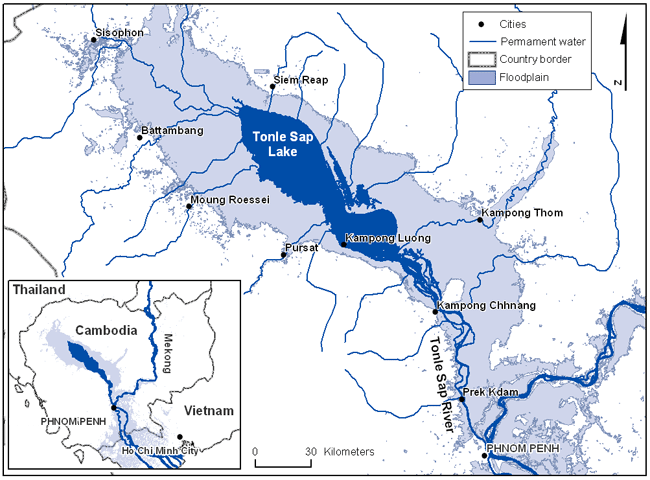 Sisophon
Cities
Permament water
Country border
Floodplain
N
Siem Reap
Battambang
Tonle Sap
Lake
Moung Roessei
Kampong Thom
Pursat
Kampong Luong
Kampong Chhnang
Tonle Sap River
Prek Kdam
PHNOM PENH
0 30 Kilometers
Thailand
Cambodia
Mekong
Vietnam
PHNOM PENH
Ho Chi Minh City